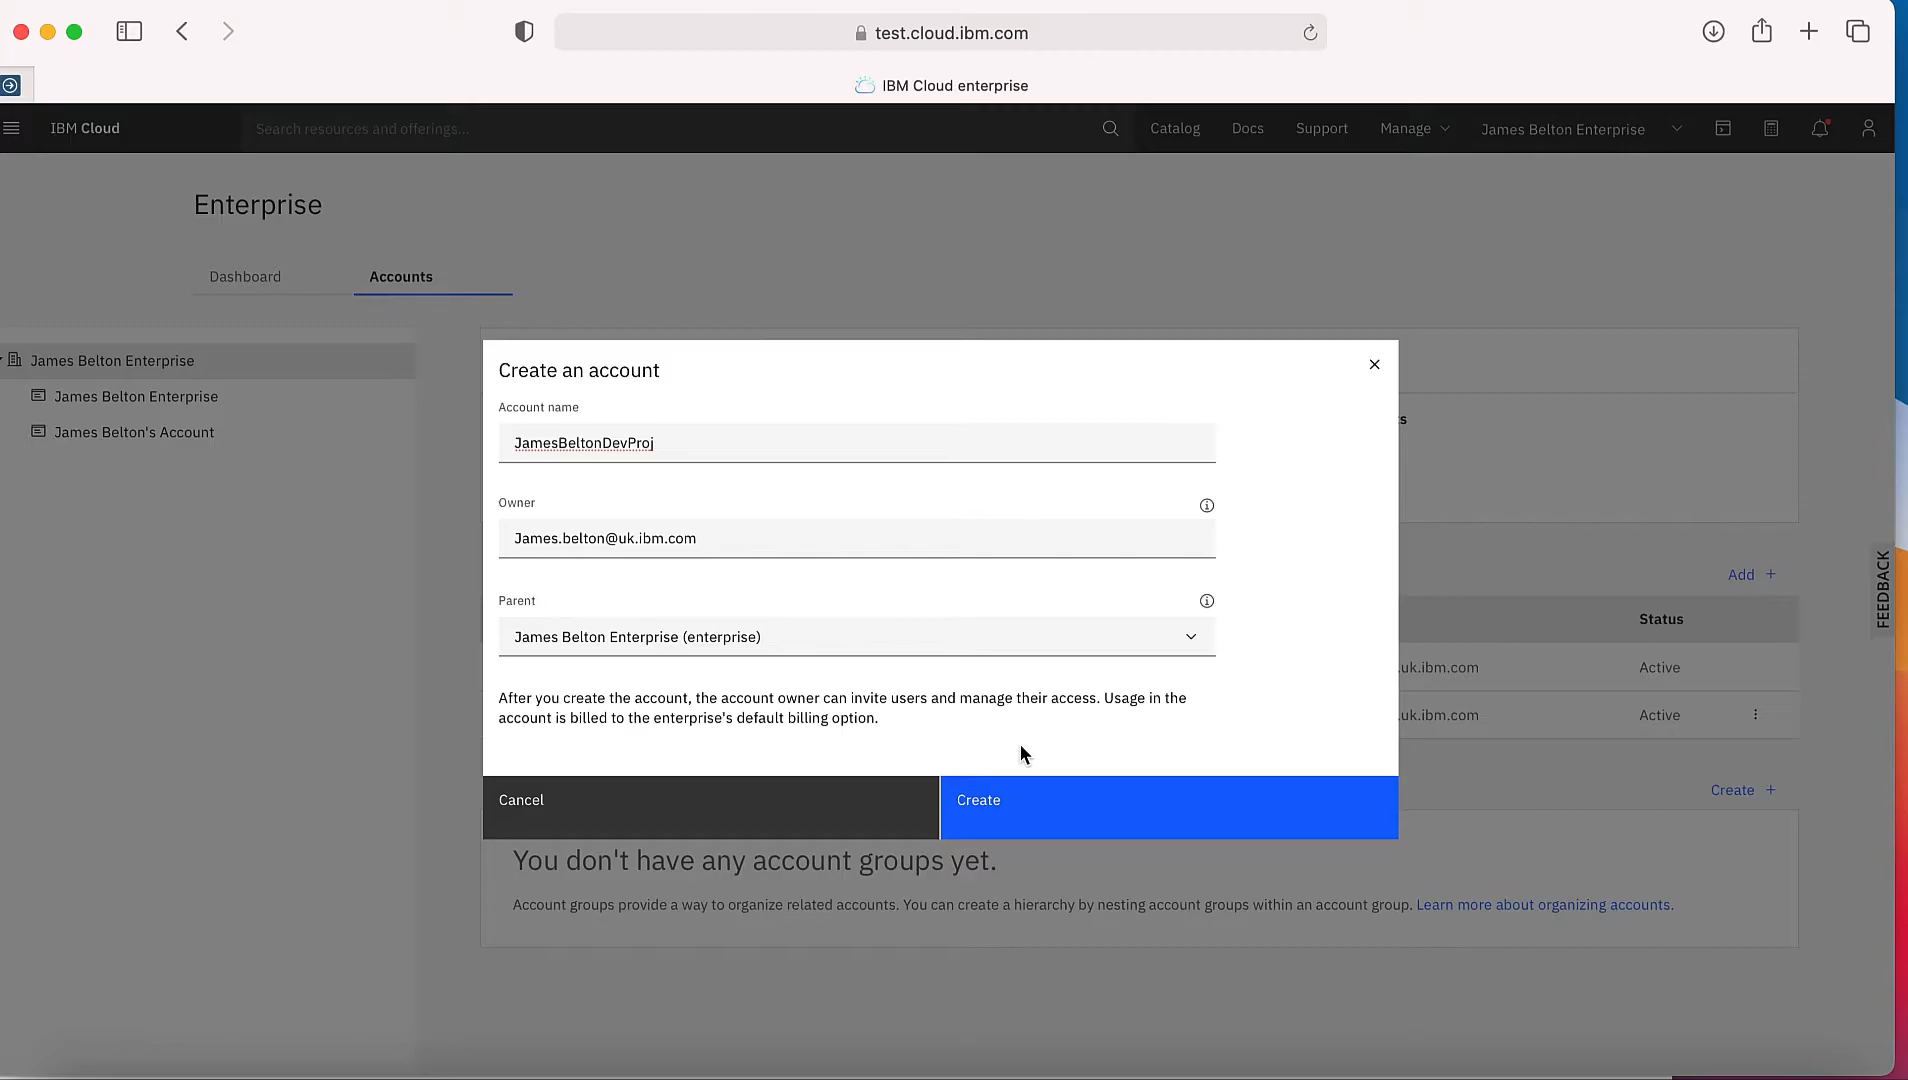 test.cloud.ibm.com
IBM Cloud enterprise
IBM Cloud
Search resources and offerings...
Catalog
Docs
Support
Manage
James Belton Enterprise
Enterprise
Dashboard
Accounts
James Belton Enterprise
James Belton Enterprise
James Belton's Account
Create an account
Account name
JamesBeltonDevProj
Owner
James.belton@uk.ibm.com
Parent
James Belton Enterprise (enterprise)
After you create the account, the account owner can invite users and manage their access. Usage in the
account is billed to the enterprise's default billing option.
Cancel
Create
Add +
Status
uk.ibm.com
Active
uk.ibm.com
Active
Create +
FEEDBACK
You don't have any account groups yet.
Account groups provide a way to organize related accounts. You can create a hierarchy by nesting account groups within an account group. Learn more about organizing accounts.